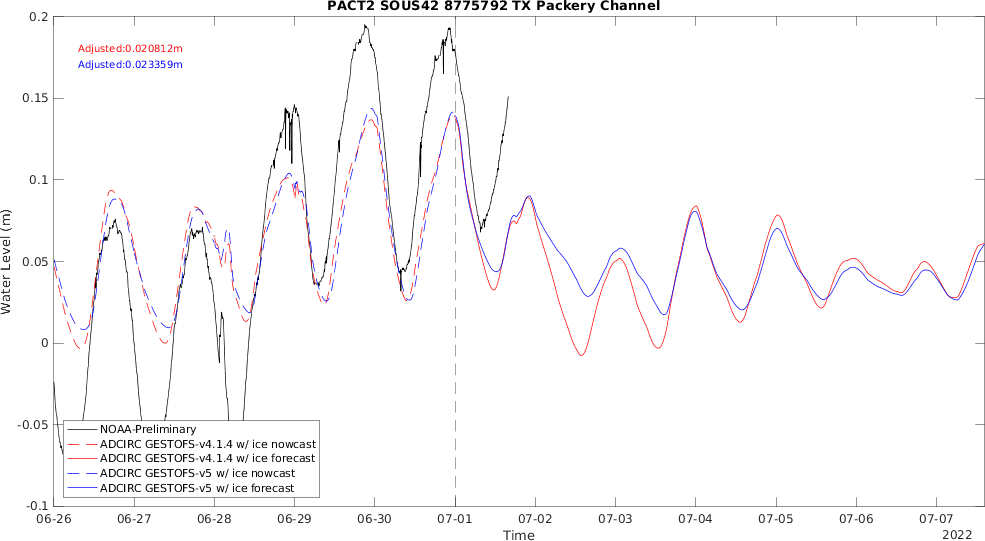 PACT2 SOUS42 8775792 TX Packery Channel
Adjusted:0.020812m
Adjusted:0.023359m
Water Level (m)
0.2
0.15
0.1
0.05
0
-0.05
-0.1
NOAA-Preliminary
ADCIRC GESTOFS-v4.1.4 w/ ice nowcast
ADCIRC GESTOFS-v4.1.4 w/ ice forecast
ADCIRC GESTOFS-v5 w/ ice nowcast
ADCIRC GESTOFS-v5 w/ ice forecast
06-26 06-27 06-28 06-29 06-30 07-01 07-02 07-03 07-04 07-05 07-06 07-07
Time
2022